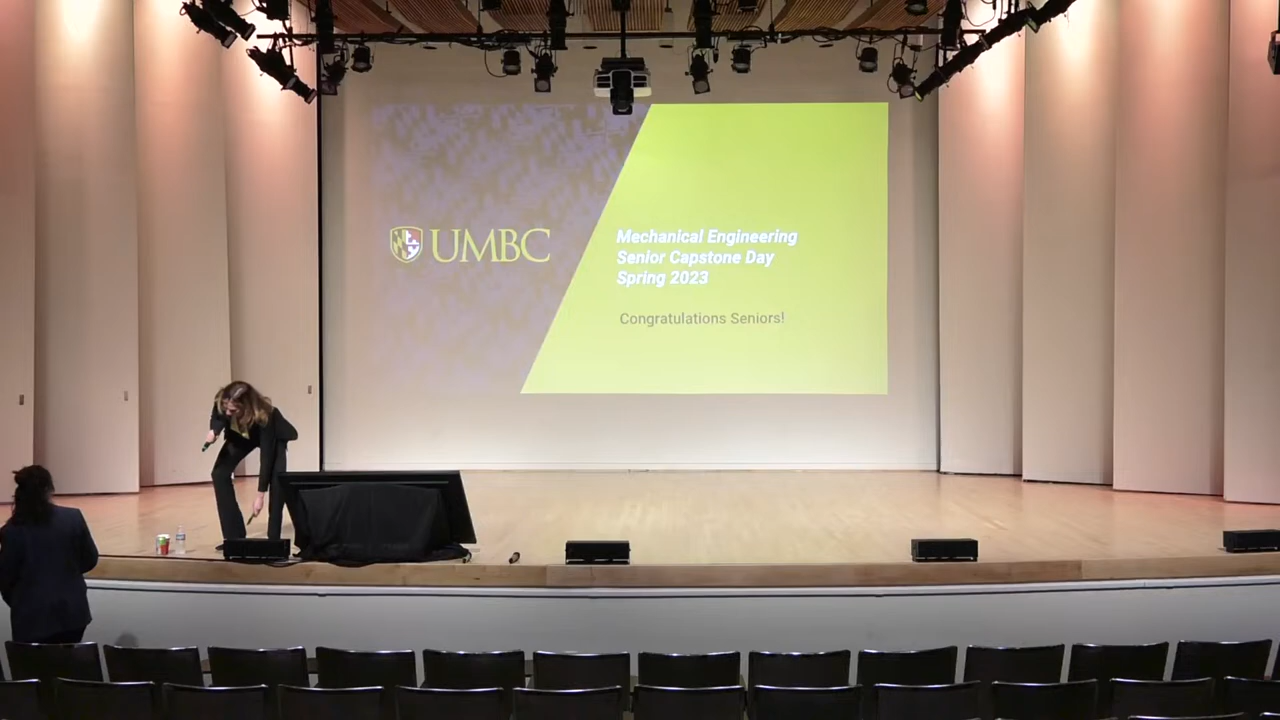 UMBC
Mechanical Engineering
Senior Capstone Day
Spring 2023
Congratulations Seniors!